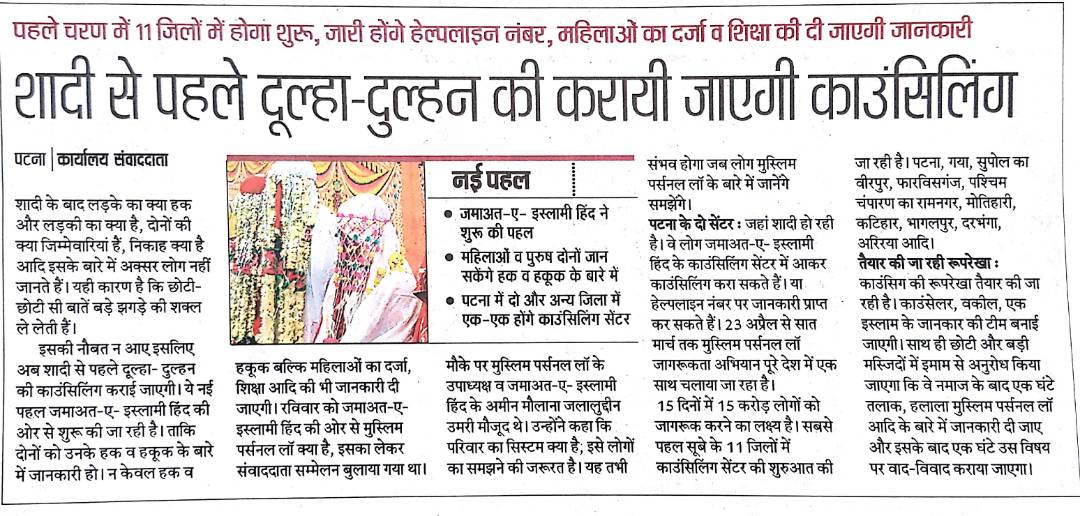 पहले चरण में 11 जिलों में होगा शुरू, जारी होंगे हेल्पलाइन नंबर, महिलाओं का दर्जा व शिक्षा की दी जाएगी जानकारी
शादी से पहले दूल्हा-दुल्हन की करायी जाएगी काउंसिलिंग
पटना | कार्यालय संवाददाता
शादी के बाद लड़के का क्या हक
और लड़की का क्या है, दोनों की
क्या जिम्मेवारियां हैं, निकाह क्या है
आदि इसके बारे में अक्सर लोग नहीं
जानते हैं। यही कारण है कि छोटी-
छोटी सी बातें बड़े झगड़े की शक्ल
ले लेती हैं।
इसकी नौबत न आए इसलिए
अब शादी से पहले दूल्हा- दुल्हन
की काउंसिलिंग कराई जाएगी। ये नई
पहल जमाअत-ए- इस्लामी हिंद की
ओर से शुरू की जा रही है। ताकि
दोनों को उनके हक व हकूक के बारे
में जानकारी हो। न केवल हक व
नई पहल
● जमाअत-ए- इस्लामी हिंद ने
शुरू की पहल
● महिलाओं व पुरुष दोनों जान
सकेंगे हक व हकूक के बारे में
● पटना में दो और अन्य जिला में
एक-एक होंगे काउंसिलिंग सेंटर
हकूक बल्कि महिलाओं का दर्जा,
शिक्षा आदि की भी जानकारी दी
जाएगी। रविवार को जमाअत-ए-
इस्लामी हिंद की ओर से मुस्लिम
पर्सनल लॉ क्या है, इसका लेकर
संवाददाता सम्मेलन बुलाया गया था।
मौके पर मुस्लिम पर्सनल लॉ के
उपाध्यक्ष व जमाअत-ए- इस्लामी
हिंद के अमीन मौलाना जलालुद्दीन
उमरी मौजूद थे। उन्होंने कहा कि
परिवार का सिस्टम क्या है; इसे लोगों
का समझने की जरूरत है। यह तभी
संभव होगा जब लोग मुस्लिम
पर्सनल लॉ के बारे में जानेंगे
समझेंगे।
पटना के दो सेंटर : जहां शादी हो रही
है। वे लोग जमाअत-ए- इस्लामी
हिंद के काउंसिलिंग सेंटर में आकर
काउंसिलिंग करा सकते हैं। या
हेल्पलाइन नंबर पर जानकारी प्राप्त
कर सकते हैं। 23 अप्रैल से सात
मार्च तक मुस्लिम पर्सनल लॉ
जागरूकता अभियान पूरे देश में एक
साथ चलाया जा रहा है।
15 दिनों में 15 करोड़ लोगों को
जागरूक करने का लक्ष्य है। सबसे
पहल सूबे के 11 जिलों में
काउंसिलिंग सेंटर की शुरुआत की
जा रही है। पटना, गया, सुपोल का
वीरपुर, फारविसगंज, पश्चिम
चंपारण का रामनगर, मोतिहारी,
कटिहार, भागलपुर, दरभंगा,
अरिरया आदि।
तैयार की जा रही रूपरेखा :
काउंसिग की रूपरेखा तैयार की जा
रही है। काउंसेलर, वकील, एक
इस्लाम के जानकार की टीम बनाई
जाएगी। साथ ही छोटी और बड़ी
मस्जिदों में इमाम से अनुरोध किया
जाएगा कि वे नमाज के बाद एक घंटे
तलाक, हलाला मुस्लिम पर्सनल लॉ
आदि के बारे में जानकारी दी जाए
और इसके बाद एक घंटे उस विषय
पर वाद-विवाद कराया जाएगा।